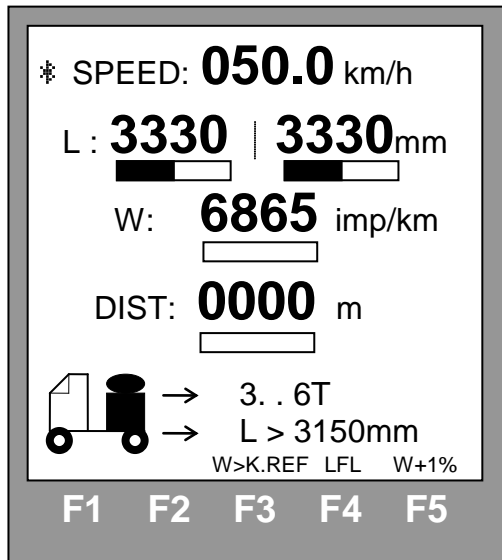 SPEED: 050.0 km/h
L : 3330 | 3330mm
W: 6865 imp/km
DIST: 0000 m
→ 3. . 6T
→ L > 3150mm
W>K.REF LFL W+1%
F1 F2 F3 F4 F5